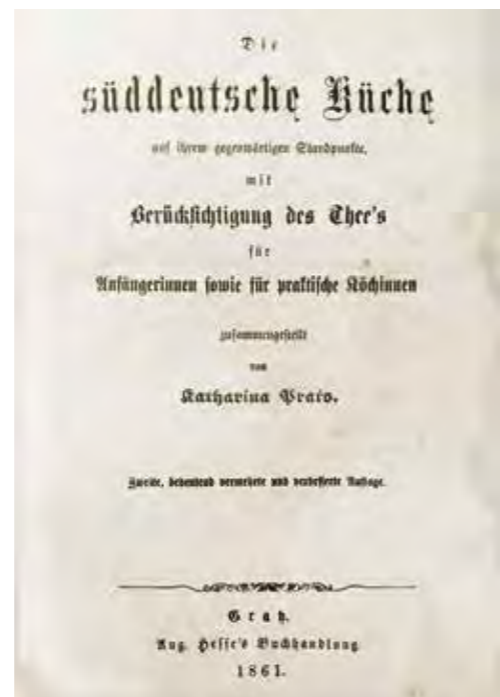 Die
süddeutsche Küche
auf ihrem gegenwärtigen Standpunkte,
mit
Berücksichtigung des Thee's
für
Anfängerinnen sowie für praktische Köchinnen
zusammengestellt
von
Katharina Prato.
Zweite, bedeutend vermehrte und verbesserte Auflage.
Graz.
Aug. Hesse's Buchhandlung
1861.